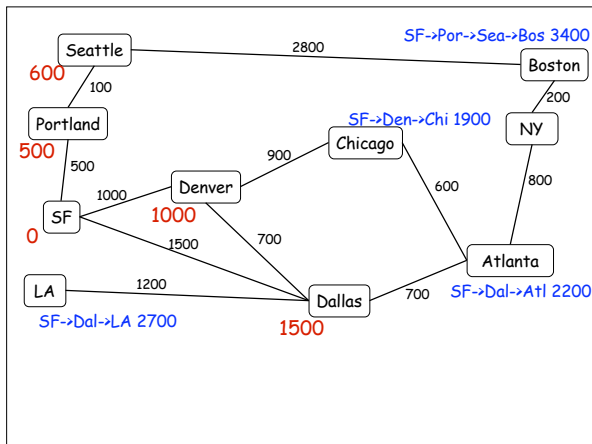 SF->Por->Sea->Bos 3400
Seattle
2800
Boston
600
100
200
Portland
SF->Den->Chi 1900
NY
500
Chicago
500
900
800
1000
Denver
600
SF
1000
0
1500
700
Atlanta
LA
1200
Dallas
700
SF->Dal->Atl 2200
SF->Dal->LA 2700
1500